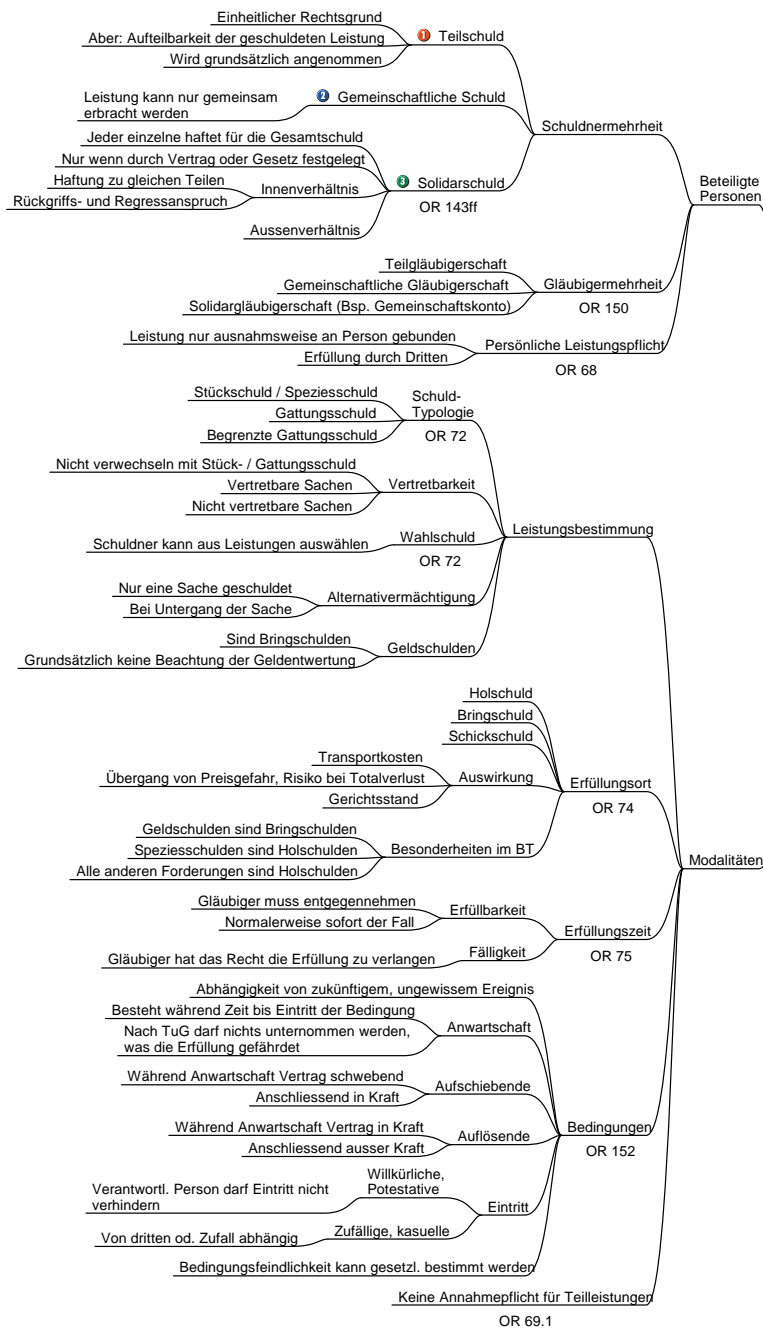 Einheitlicher Rechtsgrund
Aber: Aufteilbarkeit der geschuldeten Leistung
Wird grundsätzlich angenommen
1 Teilschuld
Leistung kann nur gemeinsam
erbracht werden
2 Gemeinschaftliche Schuld
Jeder einzelne haftet für die Gesamtschuld
Nur wenn durch Vertrag oder Gesetz festgelegt
Haftung zu gleichen Teilen
Rückgriffs- und Regressanspruch
Innenverhältnis
Aussenverhältnis
3 Solidarschuld
OR 143ff
Schuldnermehrheit
Teilgläubigerschaft
Gemeinschaftliche Gläubigerschaft
Solidargläubigerschaft (Bsp. Gemeinschaftskonto)
Gläubigermehrheit
OR 150
Leistung nur ausnahmsweise an Person gebunden
Erfüllung durch Dritten
Persönliche Leistungspflicht
OR 68
Beteiligte
Personen
Stückschuld / Speziesschuld
Gattungsschuld
Begrenzte Gattungsschuld
Schuld-
Typologie
OR 72
Nicht verwechseln mit Stück- / Gattungsschuld
Vertretbare Sachen
Nicht vertretbare Sachen
Vertretbarkeit
Schuldner kann aus Leistungen auswählen
Wahlschuld
OR 72
Nur eine Sache geschuldet
Bei Untergang der Sache
Alternativermächtigung
Sind Bringschulden
Grundsätzlich keine Beachtung der Geldentwertung
Geldschulden
Leistungsbestimmung
Holschuld
Bringschuld
Schickschuld
Transportkosten
Übergang von Preisgefahr, Risiko bei Totalverlust
Gerichtsstand
Auswirkung
Geldschulden sind Bringschulden
Speziesschulden sind Holschulden
Alle anderen Forderungen sind Holschulden
Besonderheiten im BT
Erfüllungsort
OR 74
Gläubiger muss entgegennehmen
Normalerweise sofort der Fall
Erfüllbarkeit
Gläubiger hat das Recht die Erfüllung zu verlangen
Fälligkeit
Erfüllungszeit
OR 75
Abhängigkeit von zukünftigem, ungewissem Ereignis
Besteht während Zeit bis Eintritt der Bedingung
Nach TuG darf nichts unternommen werden,
was die Erfüllung gefährdet
Anwartschaft
Während Anwartschaft Vertrag schwebend
Anschliessend in Kraft
Aufschiebende
Während Anwartschaft Vertrag in Kraft
Anschliessend ausser Kraft
Auflösende
Verantwortl. Person darf Eintritt nicht
verhindern
Willkürliche,
Potestative
Von dritten od. Zufall abhängig
Zufällige, kasuelle
Eintritt
Bedingungsfeindlichkeit kann gesetzl. bestimmt werden
Bedingungen
OR 152
Keine Annahmepflicht für Teilleistungen
OR 69.1
Modalitäten